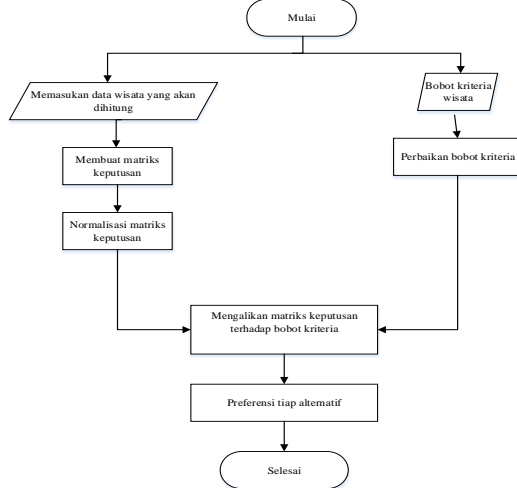 Mulai
Memasukan data wisata yang akan
dihitung
Bobot kriteria
wisata
Membuat matriks
keputusan
Perbaikan bobot kriteria
Normalisasi matriks
keputusan
Mengalikan matriks keputusan
terhadap bobot kriteria
Preferensi tiap alternatif
Selesai